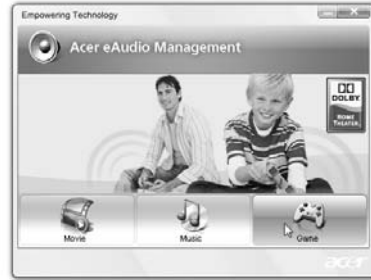 Empowering Technology
Acer eAudio Management
DOLBY
HOME
THEATER
Movie
Music
Game
acer